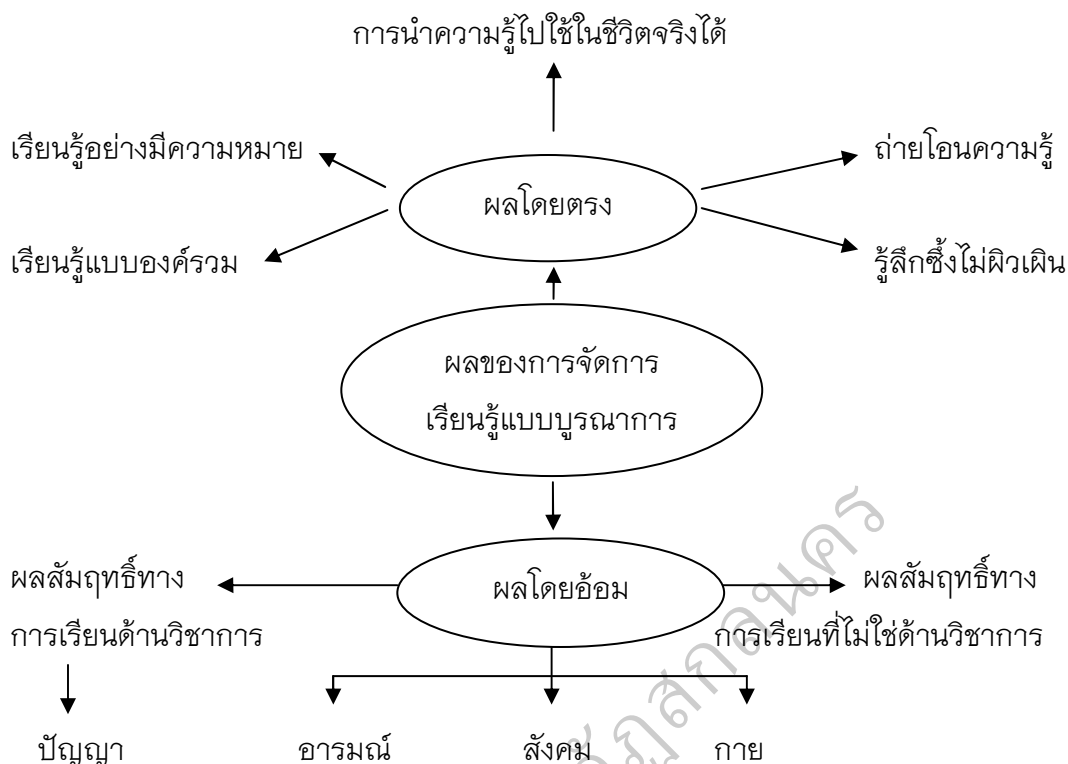 การนำความรู้ไปใช้ในชีวิตจริงได้
เรียนรู้อย่างมีความหมาย
ถ่ายโอนความรู้
ผลโดยตรง
เรียนรู้แบบองค์รวม
รู้ลึกซึ้งไม่ผิวเผิน
ผลของการจัดการ
เรียนรู้แบบบูรณาการ
ผลสัมฤทธิ์ทาง
การเรียนด้านวิชาการ
ผลโดยอ้อม
ผลสัมฤทธิ์ทาง
การเรียนที่ไม่ใช่ด้านวิชาการ
ปัญญา
อารมณ์
สังคม
กาย